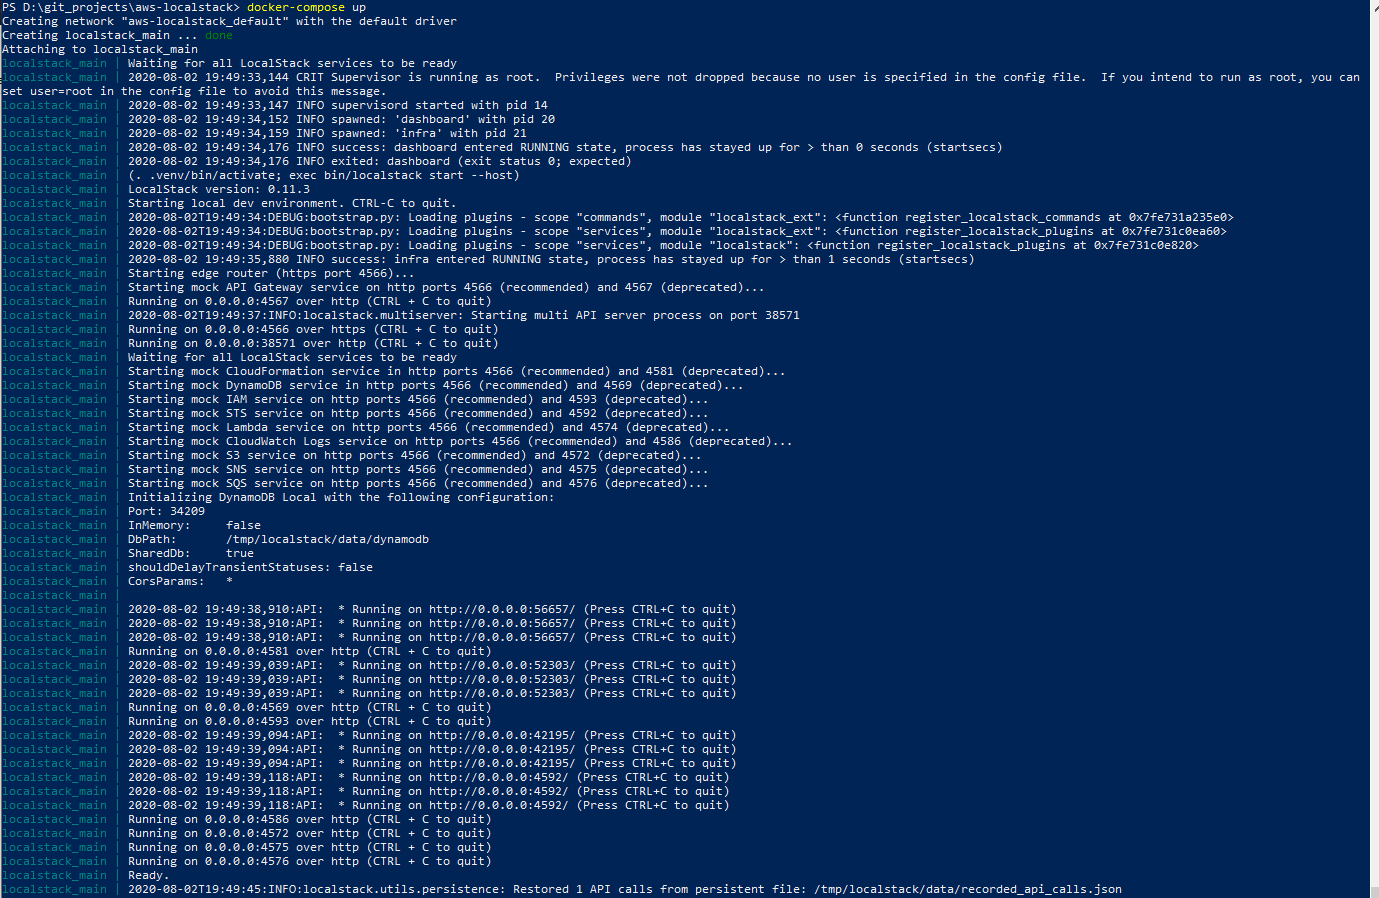 PS D:\git_projects\aws-localstack> docker-compose up
Creating network "aws-localstack_default" with the default driver
Creating localstack_main ... done
Attaching to localstack_main
localstack_main | Waiting for all LocalStack services to be ready
localstack_main | 2020-08-02 19:49:33,144 CRIT Supervisor is running as root.  Privileges were not dropped because no user is specified in the config file.  If you intend to run as root, you can
set user=root in the config file to avoid this message.
localstack_main | 2020-08-02 19:49:33,147 INFO supervisord started with pid 14
localstack_main | 2020-08-02 19:49:34,152 INFO spawned: 'dashboard' with pid 20
localstack_main | 2020-08-02 19:49:34,159 INFO spawned: 'infra' with pid 21
localstack_main | 2020-08-02 19:49:34,176 INFO success: dashboard entered RUNNING state, process has stayed up for > than 0 seconds (startsecs)
localstack_main | 2020-08-02 19:49:34,176 INFO exited: dashboard (exit status 0; expected)
localstack_main | (. .venv/bin/activate; exec bin/localstack start --host)
localstack_main | LocalStack version: 0.11.3
localstack_main | Starting local dev environment. CTRL-C to quit.
localstack_main | 2020-08-02T19:49:34:DEBUG:bootstrap.py: Loading plugins - scope "commands", module "localstack_ext": <function register_localstack_commands at 0x7fe731a235e0>
localstack_main | 2020-08-02T19:49:34:DEBUG:bootstrap.py: Loading plugins - scope "services", module "localstack_ext": <function register_localstack_plugins at 0x7fe731c0ea60>
localstack_main | 2020-08-02T19:49:34:DEBUG:bootstrap.py: Loading plugins - scope "services", module "localstack": <function register_localstack_plugins at 0x7fe731c0e820>
localstack_main | 2020-08-02 19:49:35,880 INFO success: infra entered RUNNING state, process has stayed up for > than 1 seconds (startsecs)
localstack_main | Starting edge router (https port 4566)...
localstack_main | Starting mock API Gateway service on http ports 4566 (recommended) and 4567 (deprecated)...
localstack_main | Running on 0.0.0.0:4567 over http (CTRL + C to quit)
localstack_main | 2020-08-02T19:49:37:INFO:localstack.multiserver: Starting multi API server process on port 38571
localstack_main | Running on 0.0.0.0:4566 over https (CTRL + C to quit)
localstack_main | Running on 0.0.0.0:38571 over http (CTRL + C to quit)
localstack_main | Waiting for all LocalStack services to be ready
localstack_main | Starting mock CloudFormation service in http ports 4566 (recommended) and 4581 (deprecated)...
localstack_main | Starting mock DynamoDB service in http ports 4566 (recommended) and 4569 (deprecated)...
localstack_main | Starting mock IAM service on http ports 4566 (recommended) and 4593 (deprecated)...
localstack_main | Starting mock STS service on http ports 4566 (recommended) and 4592 (deprecated)...
localstack_main | Starting mock Lambda service on http ports 4566 (recommended) and 4574 (deprecated)...
localstack_main | Starting mock CloudWatch Logs service on http ports 4566 (recommended) and 4586 (deprecated)...
localstack_main | Starting mock S3 service on http ports 4566 (recommended) and 4572 (deprecated)...
localstack_main | Starting mock SNS service on http ports 4566 (recommended) and 4575 (deprecated)...
localstack_main | Starting mock SQS service on http ports 4566 (recommended) and 4576 (deprecated)...
localstack_main | Initializing DynamoDB Local with the following configuration:
localstack_main | Port: 34209
localstack_main | InMemory:     false
localstack_main | DbPath:       /tmp/localstack/data/dynamodb
localstack_main | SharedDb:     true
localstack_main | shouldDelayTransientStatuses: false
localstack_main | CorsParams:   *
localstack_main |
localstack_main | 2020-08-02 19:49:38,910:API:  * Running on http://0.0.0.0:56657/ (Press CTRL+C to quit)
localstack_main | 2020-08-02 19:49:38,910:API:  * Running on http://0.0.0.0:56657/ (Press CTRL+C to quit)
localstack_main | 2020-08-02 19:49:38,910:API:  * Running on http://0.0.0.0:56657/ (Press CTRL+C to quit)
localstack_main | Running on 0.0.0.0:4581 over http (CTRL + C to quit)
localstack_main | 2020-08-02 19:49:39,039:API:  * Running on http://0.0.0.0:52303/ (Press CTRL+C to quit)
localstack_main | 2020-08-02 19:49:39,039:API:  * Running on http://0.0.0.0:52303/ (Press CTRL+C to quit)
localstack_main | 2020-08-02 19:49:39,039:API:  * Running on http://0.0.0.0:52303/ (Press CTRL+C to quit)
localstack_main | Running on 0.0.0.0:4569 over http (CTRL + C to quit)
localstack_main | Running on 0.0.0.0:4593 over http (CTRL + C to quit)
localstack_main | 2020-08-02 19:49:39,094:API:  * Running on http://0.0.0.0:42195/ (Press CTRL+C to quit)
localstack_main | 2020-08-02 19:49:39,094:API:  * Running on http://0.0.0.0:42195/ (Press CTRL+C to quit)
localstack_main | 2020-08-02 19:49:39,094:API:  * Running on http://0.0.0.0:42195/ (Press CTRL+C to quit)
localstack_main | 2020-08-02 19:49:39,118:API:  * Running on http://0.0.0.0:4592/ (Press CTRL+C to quit)
localstack_main | 2020-08-02 19:49:39,118:API:  * Running on http://0.0.0.0:4592/ (Press CTRL+C to quit)
localstack_main | 2020-08-02 19:49:39,118:API:  * Running on http://0.0.0.0:4592/ (Press CTRL+C to quit)
localstack_main | Running on 0.0.0.0:4586 over http (CTRL + C to quit)
localstack_main | Running on 0.0.0.0:4572 over http (CTRL + C to quit)
localstack_main | Running on 0.0.0.0:4575 over http (CTRL + C to quit)
localstack_main | Running on 0.0.0.0:4576 over http (CTRL + C to quit)
localstack_main | Ready.
localstack_main | 2020-08-02T19:49:45:INFO:localstack.utils.persistence: Restored 1 API calls from persistent file: /tmp/localstack/data/recorded_api_calls.json